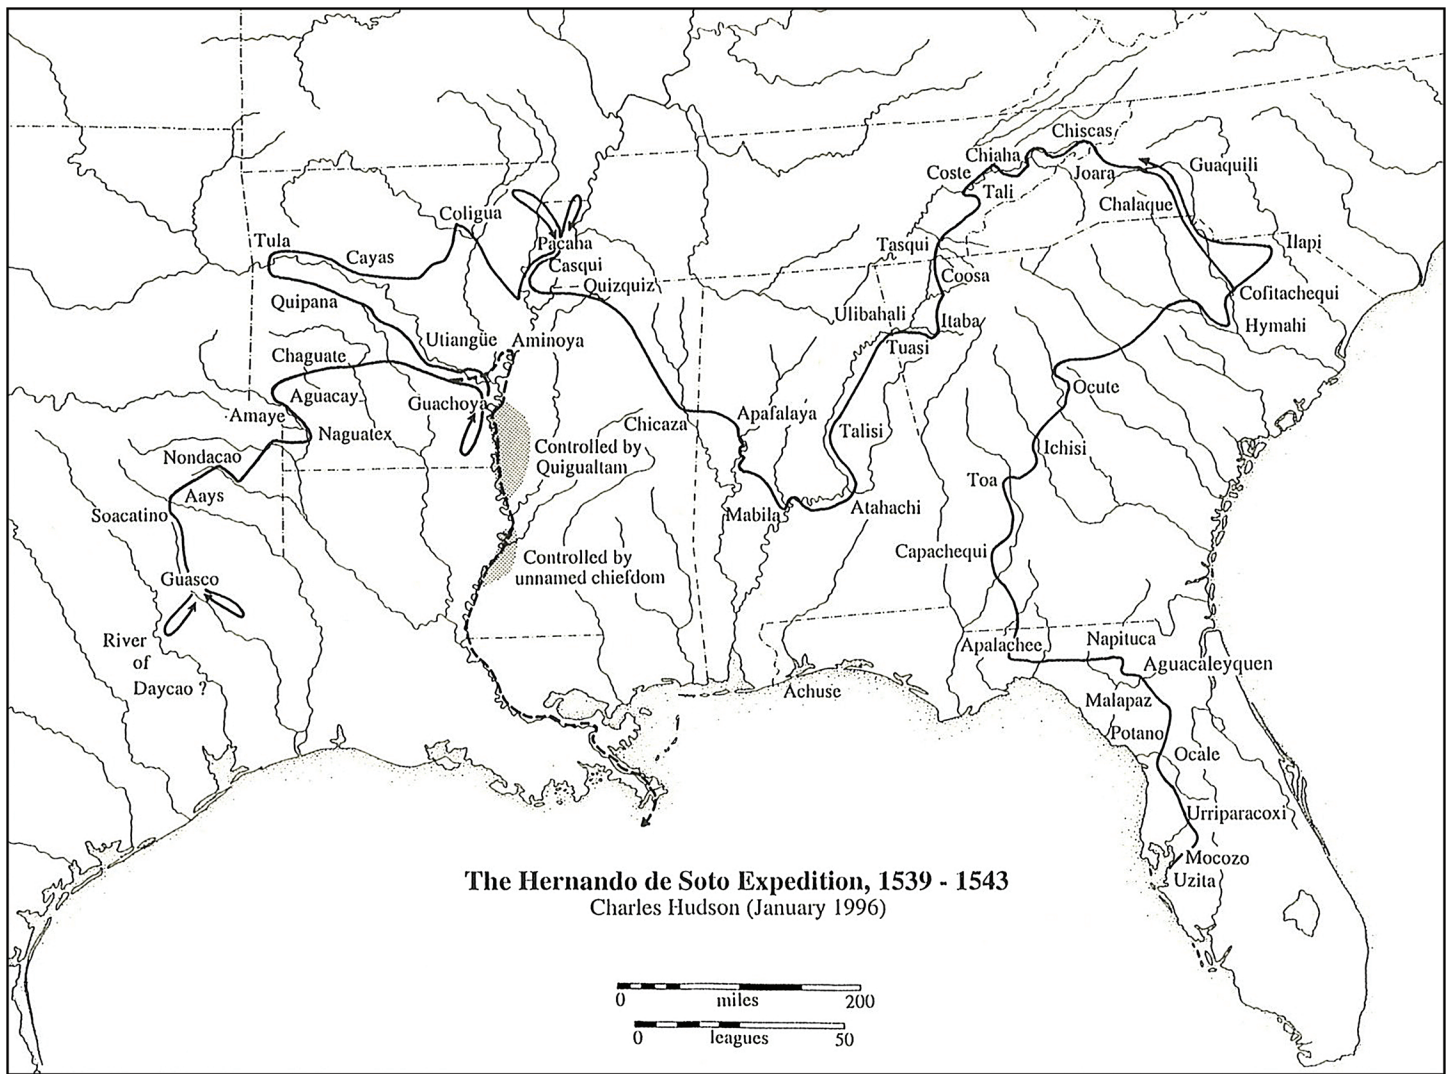 Chiscas
Chiaha
Guaquili
Coste
Joara
Tali
Chalaque
Coligua
Tula
Pacaha
Tasqui
Ilapi
Cayas
Casqui
Coosa
Quizquiz
Cofitachequi
Quipana
Ulibahali
Itaba
Hymahi
Utiangüe
Aminoya
Tuasi
Chaguate
Ocute
Aguacay
Guachoya
Amaye
Apafalaya
Chicaza
Talisi
Naguatex
Controlled by
Quigualtam
Ichisi
Nondacao
Toa
Aays
Soacatino
Mabila
Atahachi
Capachequi
Controlled by
unnamed chiefdom
Guasco
River
of
Daycao ?
Apalachee
Napituca
Aguacaleyquen
Achuse
Malapaz
Potano
Ocale
Urriparacoxi
Mocozo
Uzita
The Hernando de Soto Expedition, 1539 - 1543
Charles Hudson (January 1996)
0 miles 200
0 leagues 50